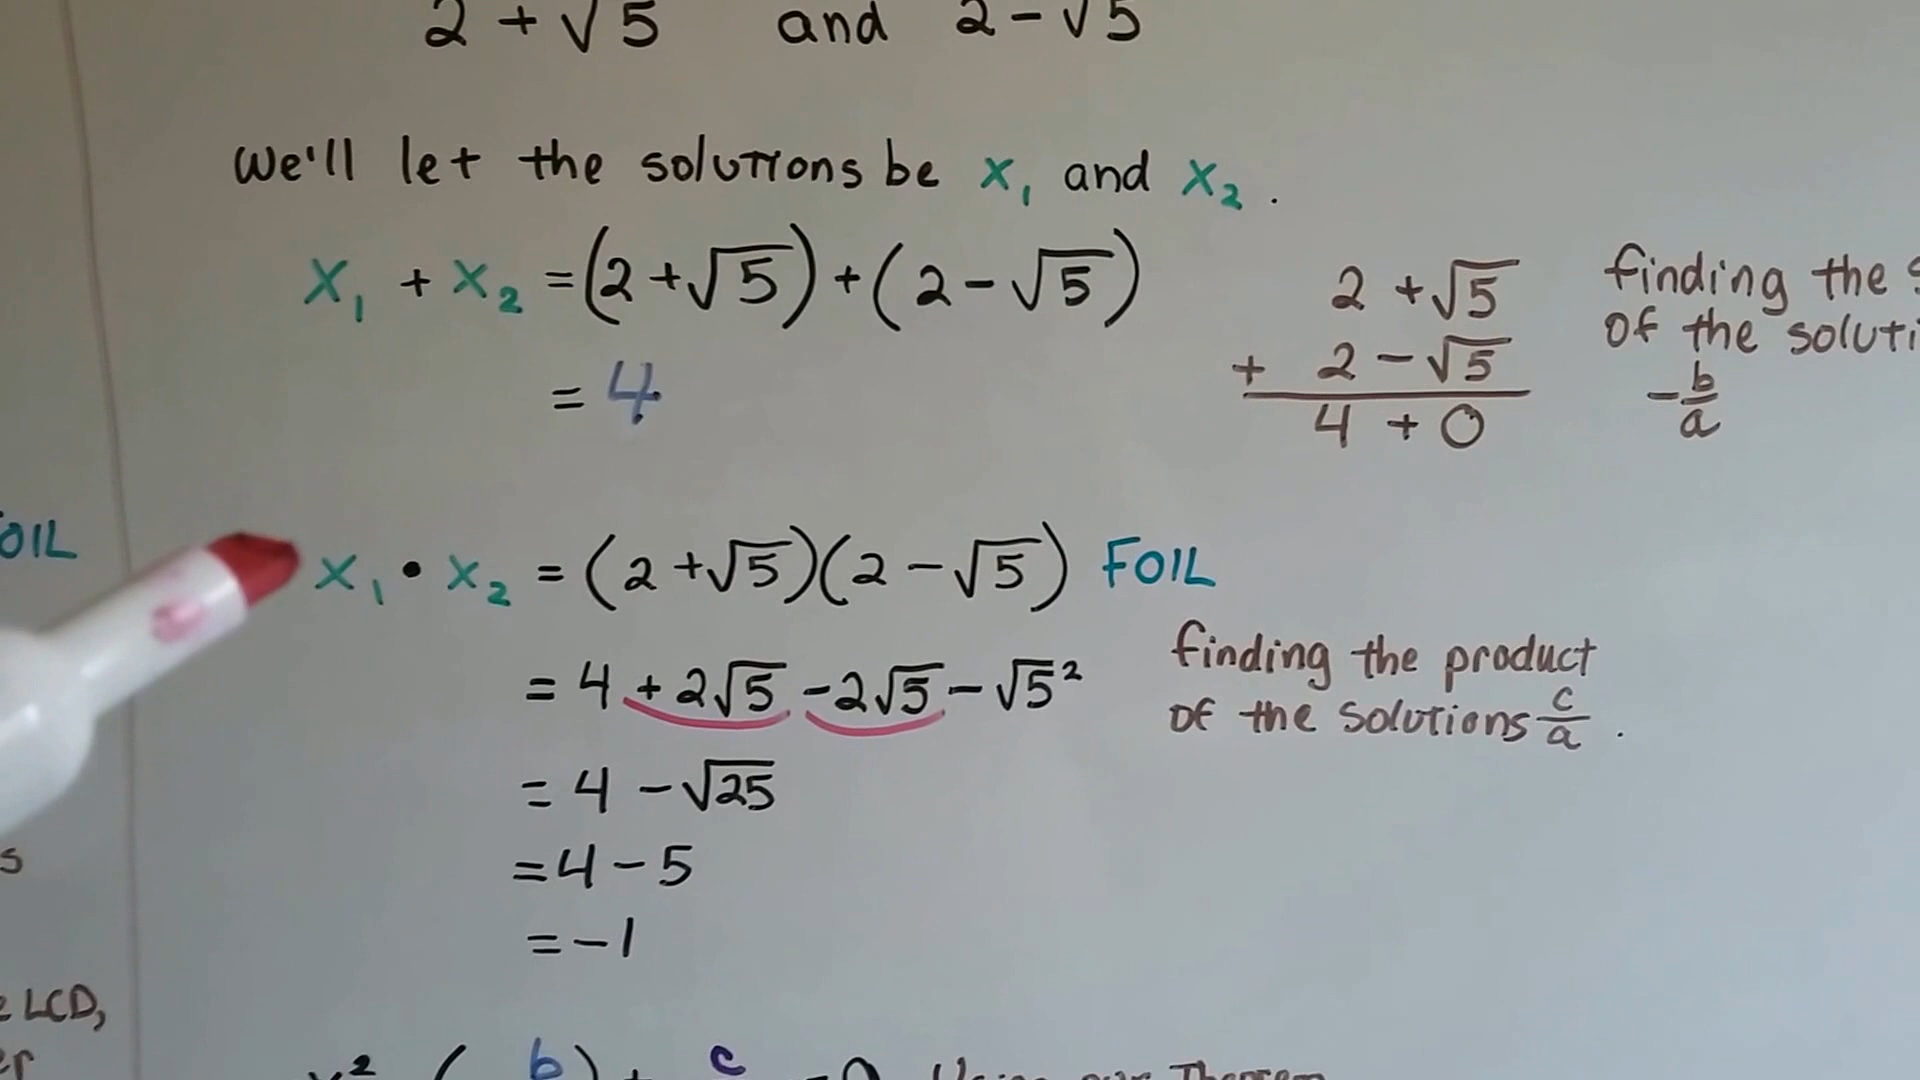 2 + √5 and 2 - √5
We'll let the solutions be x₁ and x₂.
x₁ + x₂ = (2 + √5) + (2 - √5)
= 4
2 + √5
+ 2 - √5
4 + 0
finding the
of the
- b/a
OIL
x₁ • x₂ = (2 + √5)(2 - √5) FOIL
= 4 + 2√5 - 2√5 - √5²
finding the product
of the solutions c/a.
= 4 - √25
= 4 - 5
= -1
LCD,
x² ( b ) + c = 0